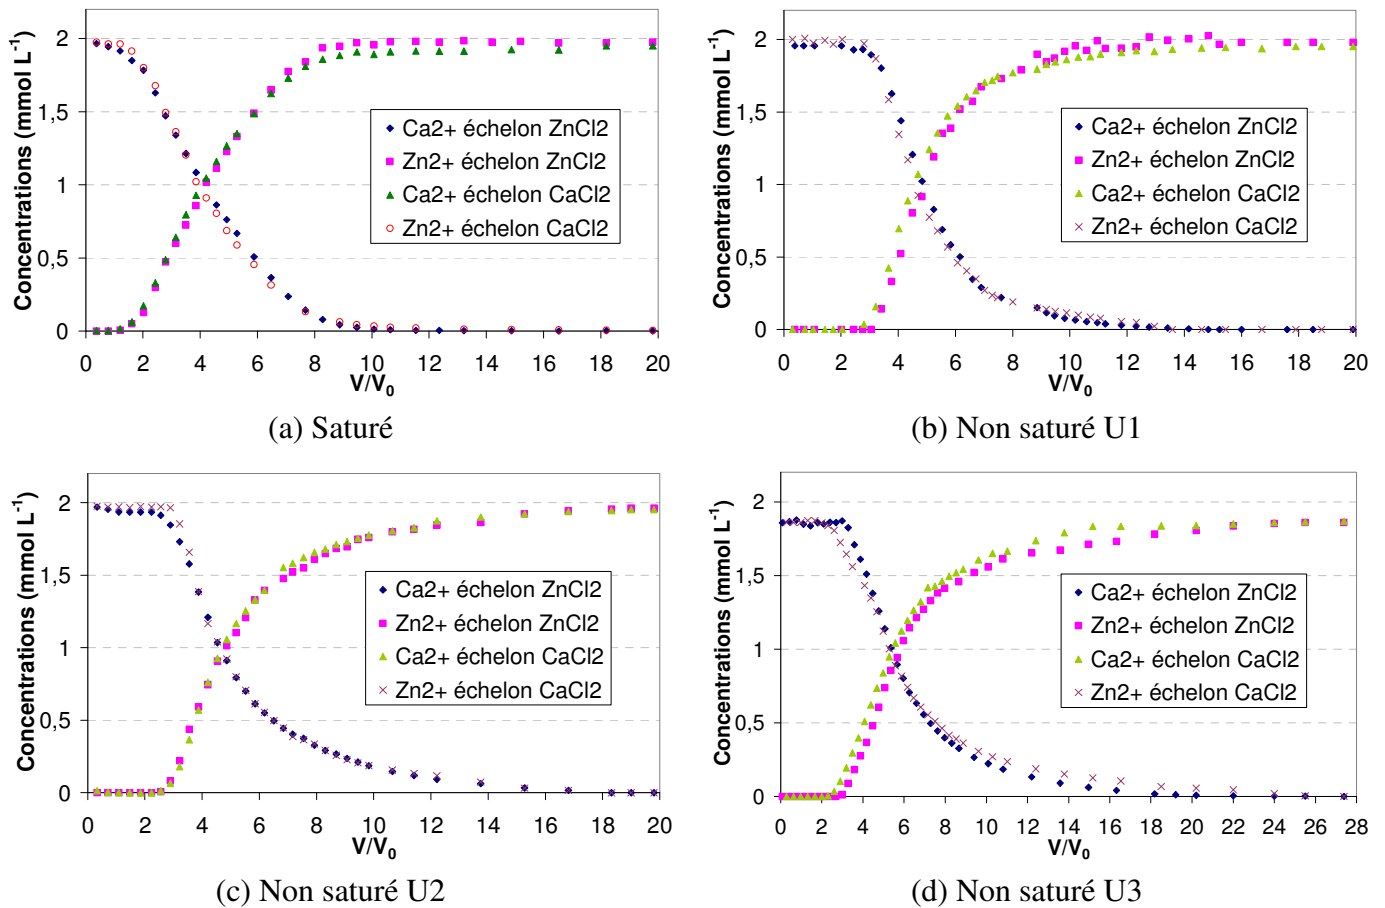 Concentrations (mmol L-1)
2
1,5
1
0,5
0
0 2 4 6 8 10 12 14 16 18 20
V/V0
Ca2+ échelon ZnCl2
Zn2+ échelon ZnCl2
Ca2+ échelon CaCl2
Zn2+ échelon CaCl2
(a) Saturé
Concentrations (mmol L-1)
2
1,5
1
0,5
0
0 2 4 6 8 10 12 14 16 18 20
V/V0
Ca2+ échelon ZnCl2
Zn2+ échelon ZnCl2
Ca2+ échelon CaCl2
Zn2+ échelon CaCl2
(b) Non saturé U1
Concentrations (mmol L-1)
2
1,5
1
0,5
0
0 2 4 6 8 10 12 14 16 18 20
V/V0
Ca2+ échelon ZnCl2
Zn2+ échelon ZnCl2
Ca2+ échelon CaCl2
Zn2+ échelon CaCl2
(c) Non saturé U2
Concentrations (mmol L-1)
2
1,5
1
0,5
0
0 2 4 6 8 10 12 14 16 18 20 22 24 26 28
V/V0
Ca2+ échelon ZnCl2
Zn2+ échelon ZnCl2
Ca2+ échelon CaCl2
Zn2+ échelon CaCl2
(d) Non saturé U3